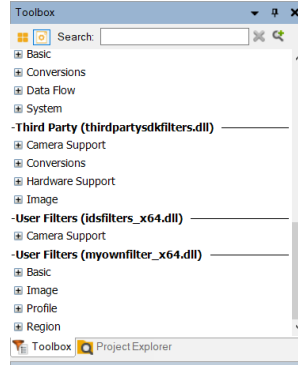 Toolbox
Search:
Basic
Conversions
Data Flow
System
-Third Party (thirdpartysdkfilters.dll)
Camera Support
Conversions
Hardware Support
Image
-User Filters (idsfilters_x64.dll)
Camera Support
-User Filters (myownfilter_x64.dll)
Basic
Image
Profile
Region
Toolbox Project Explorer